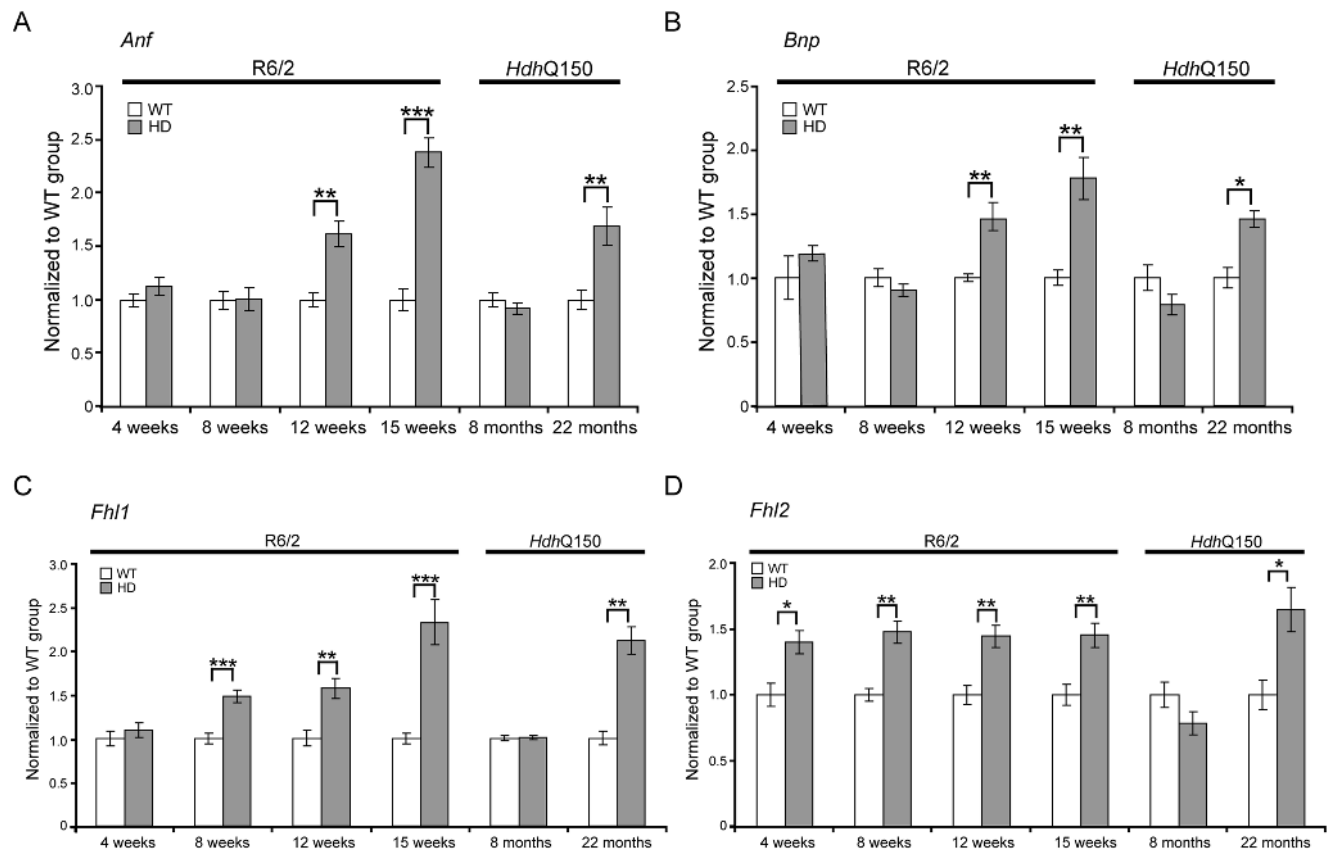 A
Anf
R6/2
HdhQ150
WT
HD
Normalized to WT group
3.0
2.5
2.0
1.5
1.0
0.5
0
**
***
**
4 weeks 8 weeks 12 weeks 15 weeks 8 months 22 months
B
Bnp
R6/2
HdhQ150
WT
HD
Normalized to WT group
2.5
2.0
1.5
1.0
0.5
0
**
**
*
4 weeks 8 weeks 12 weeks 15 weeks 8 months 22 months
C
Fhl1
R6/2
HdhQ150
WT
HD
Normalized to WT group
3.0
2.5
2.0
1.5
1.0
0.5
0
***
**
***
**
4 weeks 8 weeks 12 weeks 15 weeks 8 months 22 months
D
Fhl2
R6/2
HdhQ150
WT
HD
Normalized to WT group
2.0
1.5
1.0
0.5
0
*
**
**
**
*
4 weeks 8 weeks 12 weeks 15 weeks 8 months 22 months